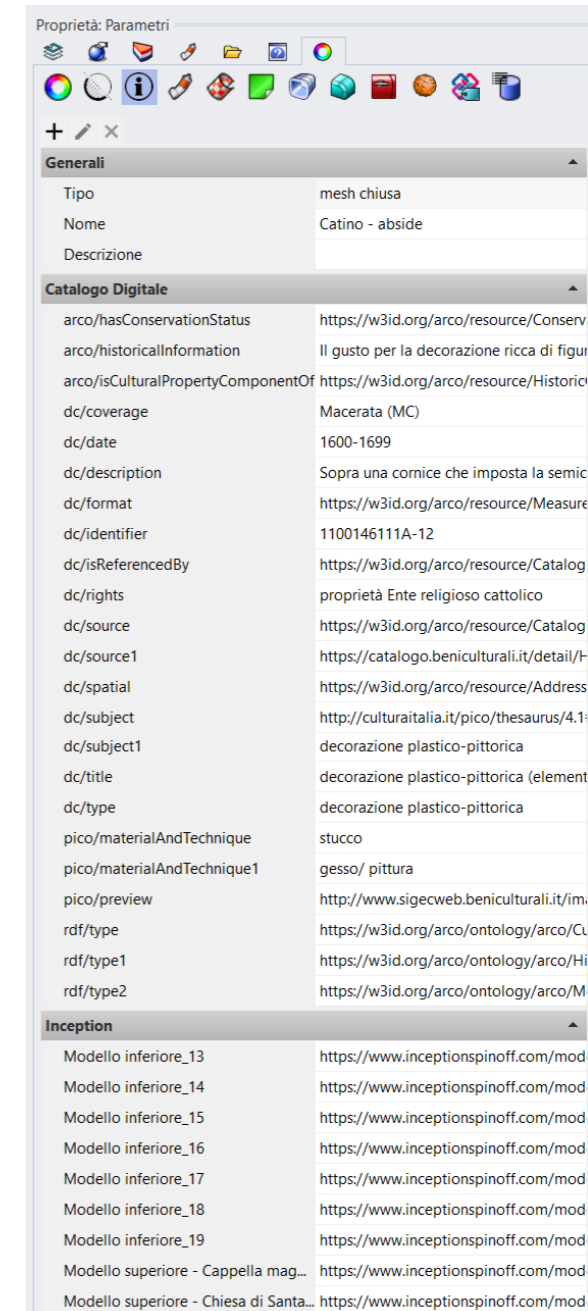 Proprietà: Parametri
Generali
Tipo mesh chiusa
Nome Catino - abside
Descrizione
Catalogo Digitale
arco/hasConservationStatus https://w3id.org/arco/resource/Conserv
arco/historicalInformation Il gusto per la decorazione ricca di figu
arco/isCulturalPropertyComponentOf https://w3id.org/arco/resource/Historic
dc/coverage Macerata (MC)
dc/date 1600-1699
dc/description Sopra una cornice che imposta la semic
dc/format https://w3id.org/arco/resource/Measure
dc/identifier 1100146111A-12
dc/isReferencedBy https://w3id.org/arco/resource/Catalog
dc/rights proprietà Ente religioso cattolico
dc/source https://w3id.org/arco/resource/Catalog
dc/source1 https://catalogo.beniculturali.it/detail/H
dc/spatial https://w3id.org/arco/resource/Address
dc/subject http://culturaitalia.it/pico/thesaurus/4.1
dc/subject1 decorazione plastico-pittorica
dc/title decorazione plastico-pittorica (element
dc/type decorazione plastico-pittorica
pico/materialAndTechnique stucco
pico/materialAndTechnique1 gesso/ pittura
pico/preview http://www.sigecweb.beniculturali.it/ima
rdf/type https://w3id.org/arco/ontology/arco/Cu
rdf/type1 https://w3id.org/arco/ontology/arco/Hi
rdf/type2 https://w3id.org/arco/ontology/arco/M
Inception
Modello inferiore_13 https://www.inceptionspinoff.com/mod
Modello inferiore_14 https://www.inceptionspinoff.com/mod
Modello inferiore_15 https://www.inceptionspinoff.com/mod
Modello inferiore_16 https://www.inceptionspinoff.com/mod
Modello inferiore_17 https://www.inceptionspinoff.com/mod
Modello inferiore_18 https://www.inceptionspinoff.com/mod
Modello inferiore_19 https://www.inceptionspinoff.com/mod
Modello superiore - Cappella mag... https://www.inceptionspinoff.com/mod
Modello superiore - Chiesa di Santa... https://www.inceptionspinoff.com/mod